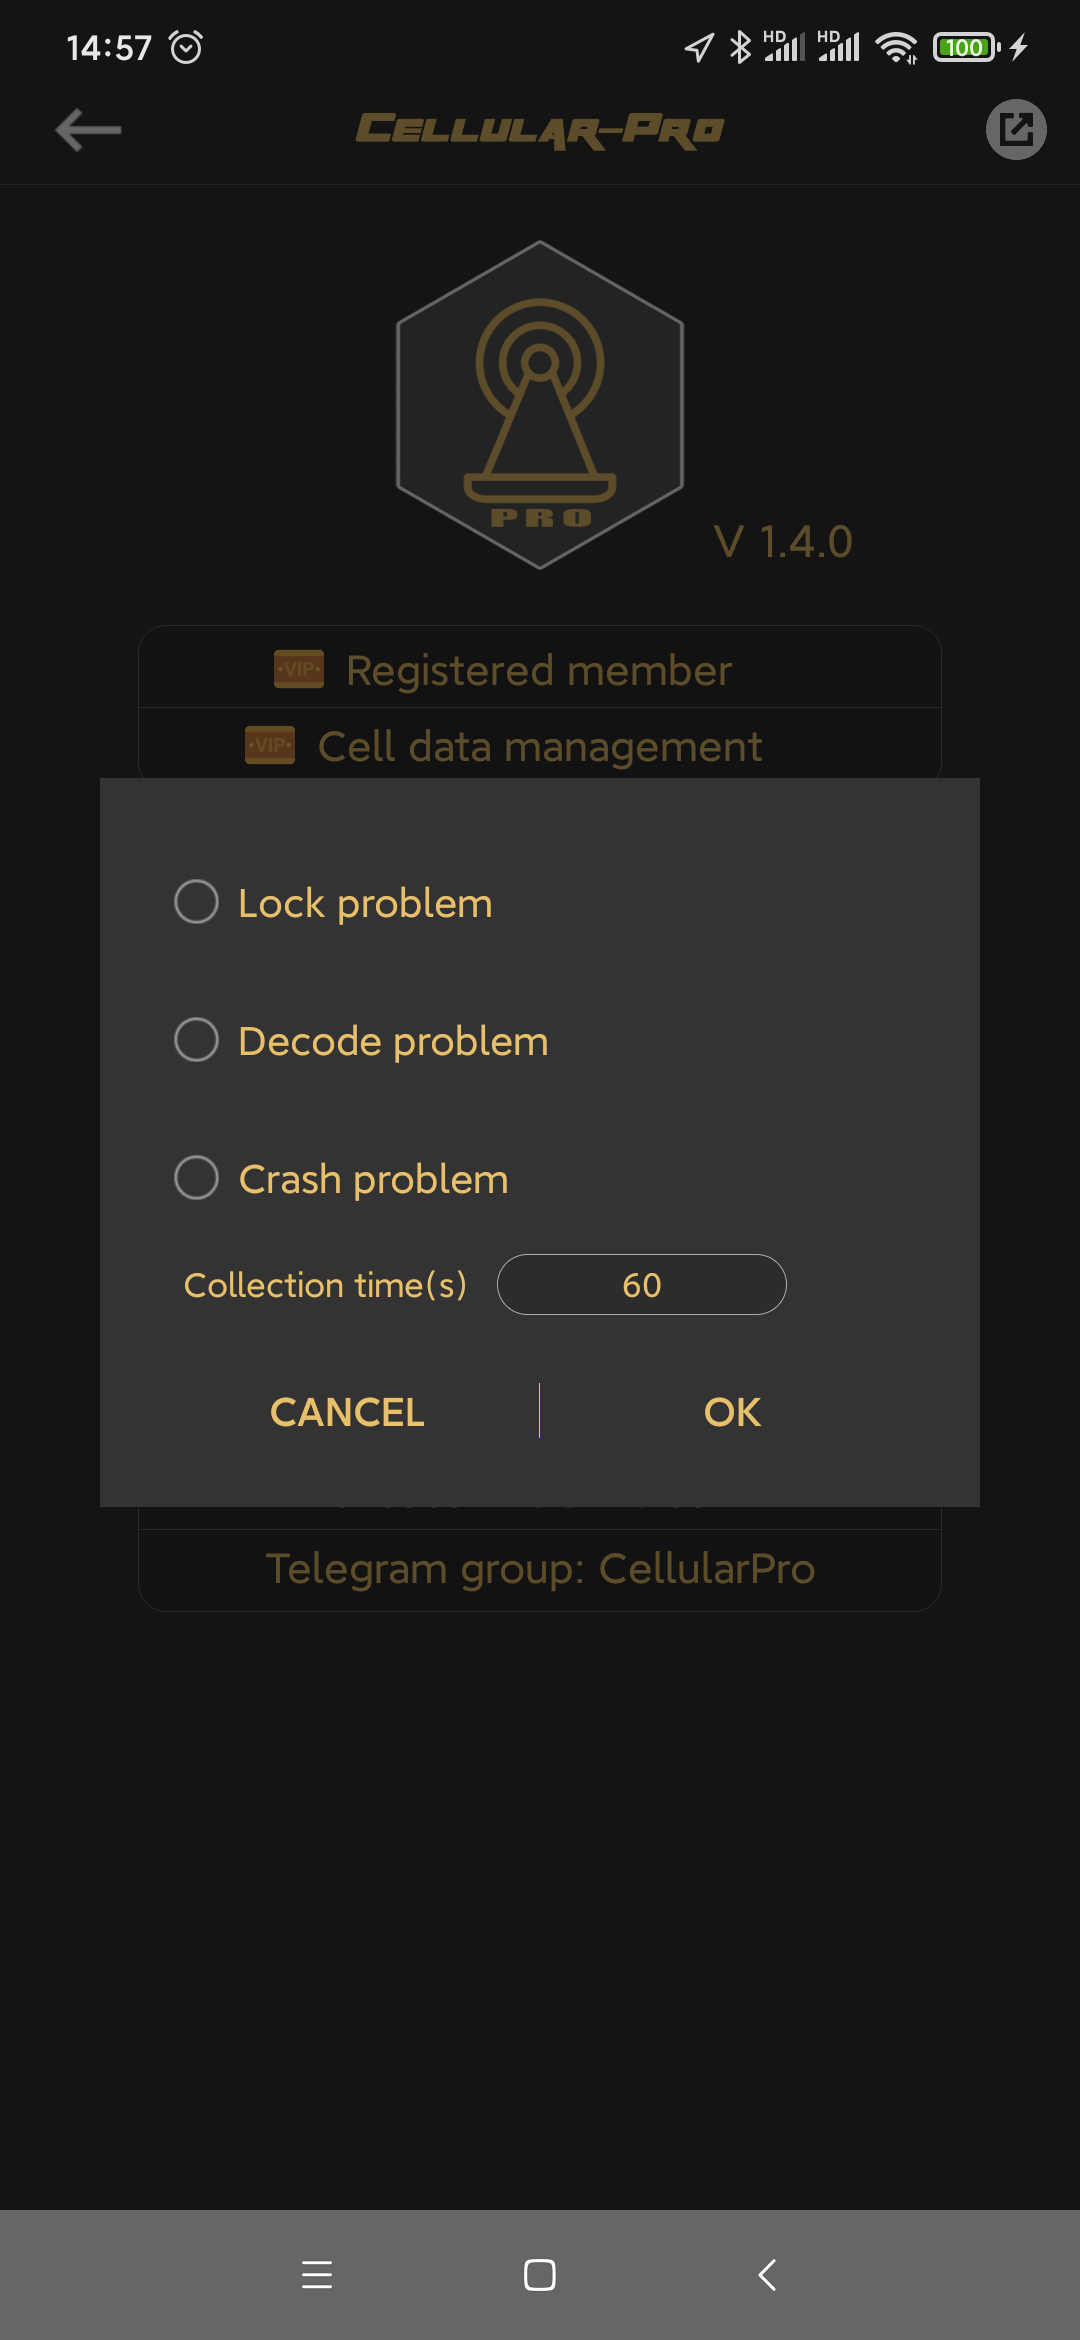 14:57
HD HD 100
Cellular-Pro
PRO
V 1.4.0
·VIP· Registered member
·VIP· Cell data management
Lock problem
Decode problem
Crash problem
Collection time(s) 60
CANCEL OK
Telegram group: CellularPro